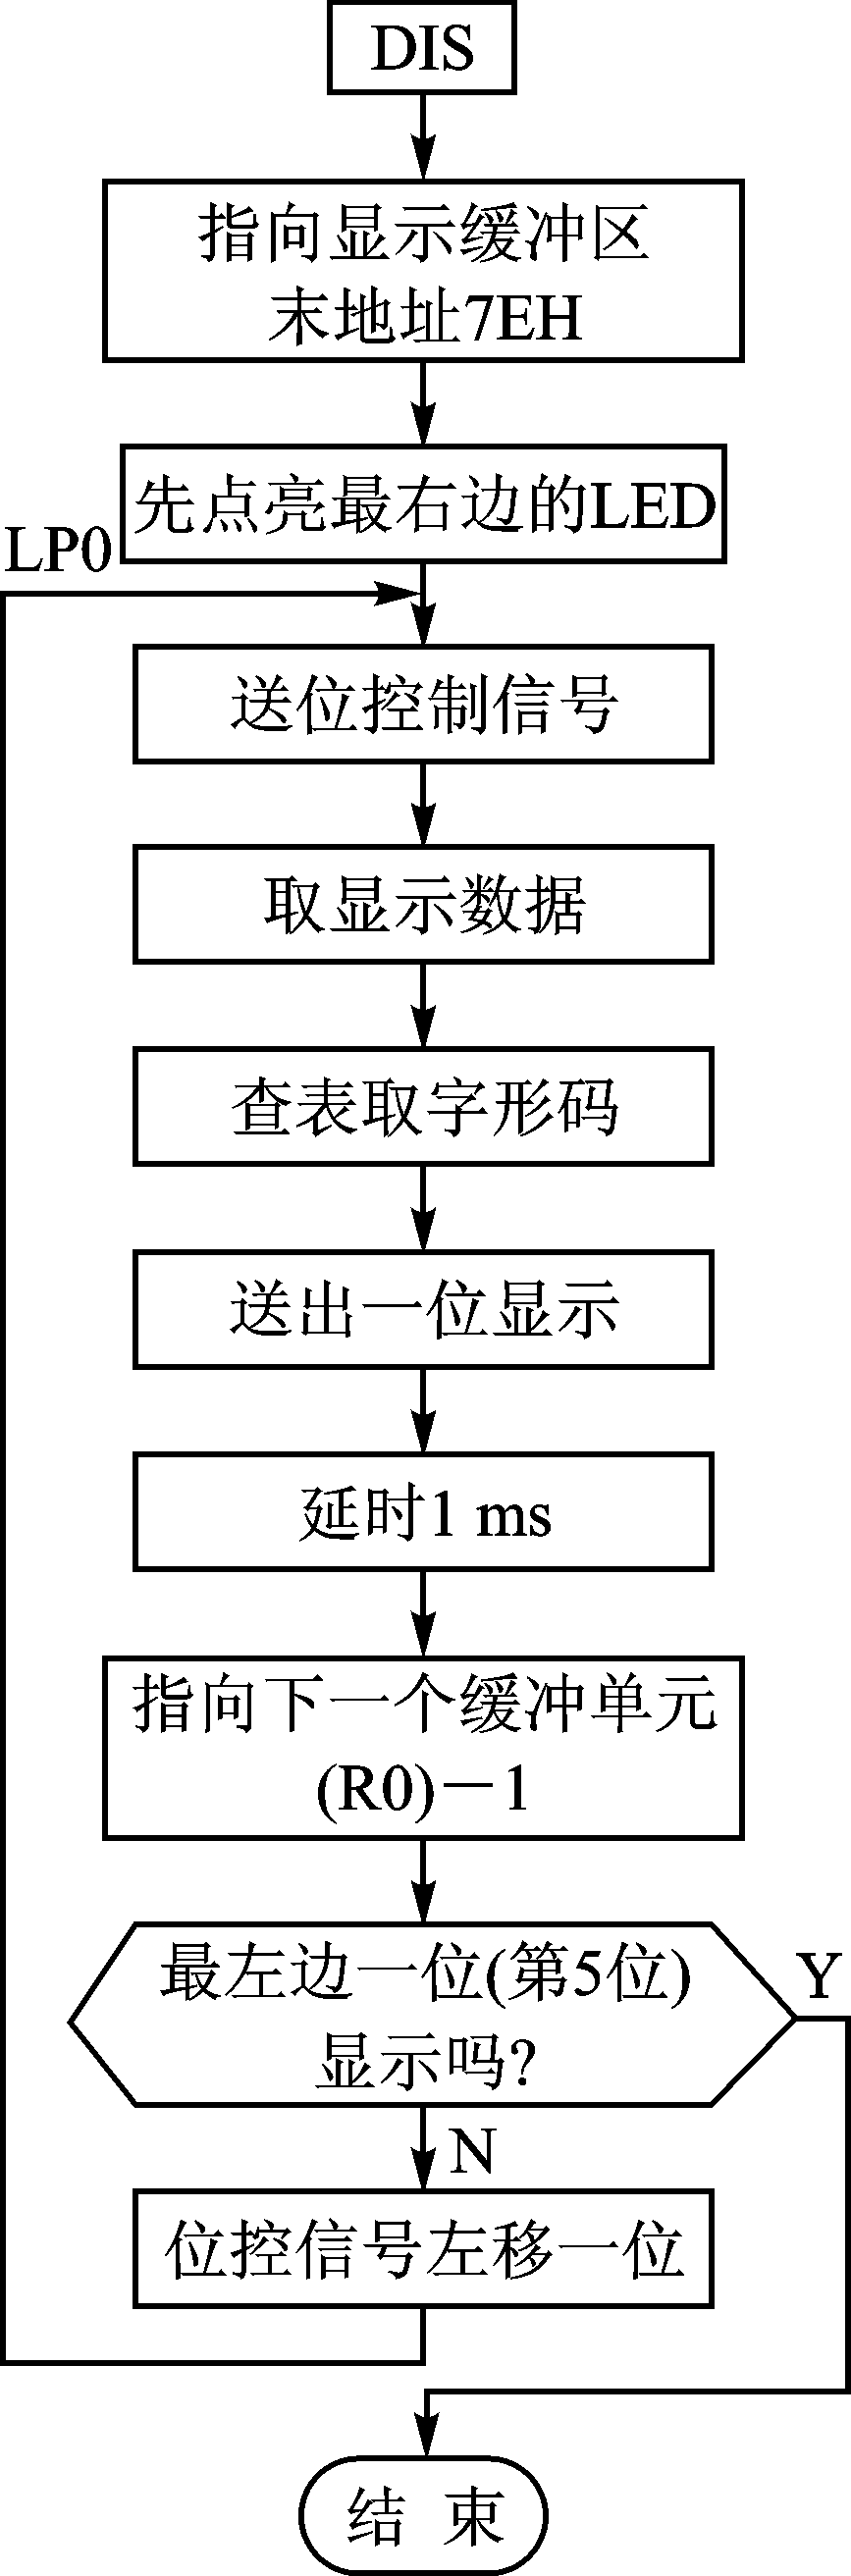 DIS
指向显示缓冲区
末地址7EH
先点亮最右边的LED
LP0
送位控制信号
取显示数据
查表取字形码
送出一位显示
延时1 ms
指向下一个缓冲单元
(R0)－1
最左边一位(第5位)
显示吗?
Y
N
位控信号左移一位
结 束